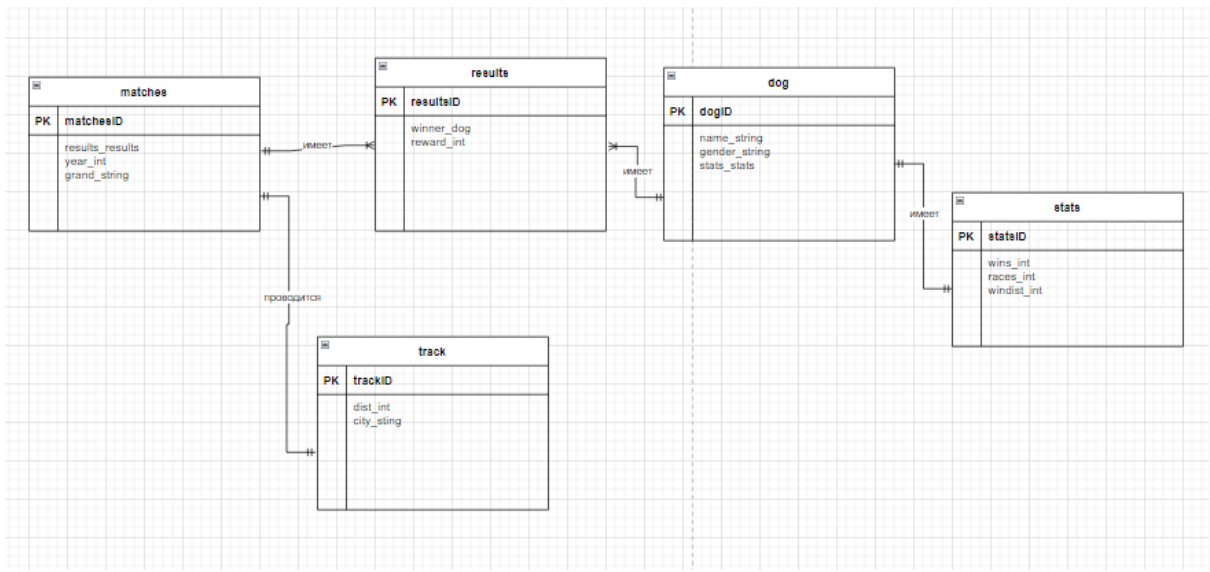 matches
PK matchesID
results_results
year_int
grand_string
имеет
results
PK resultsID
winner_dog
reward_int
имеет
dog
PK dogID
name_string
gender_string
stats_stats
имеет
stats
PK statsID
wins_int
races_int
windist_int
проводится
track
PK trackID
dist_int
city_sting